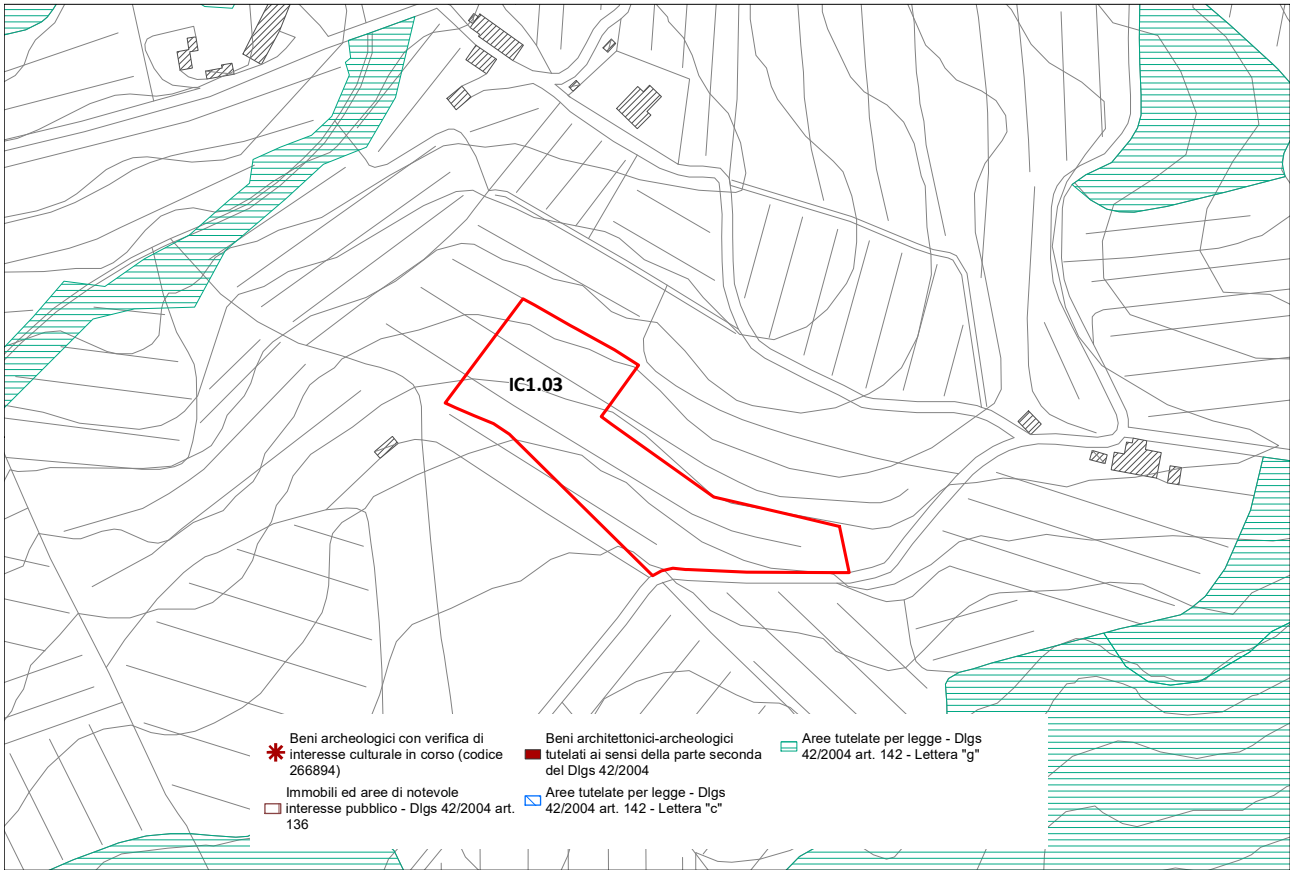 IC1.03
Beni archeologici con verifica di
interesse culturale in corso (codice
266894)
Immobili ed aree di notevole
interesse pubblico - Dlgs 42/2004 art.
136
Beni architettonici-archeologici
tutelati ai sensi della parte seconda
del Dlgs 42/2004
Aree tutelate per legge - Dlgs
42/2004 art. 142 - Lettera "c"
Aree tutelate per legge - Dlgs
42/2004 art. 142 - Lettera "g"